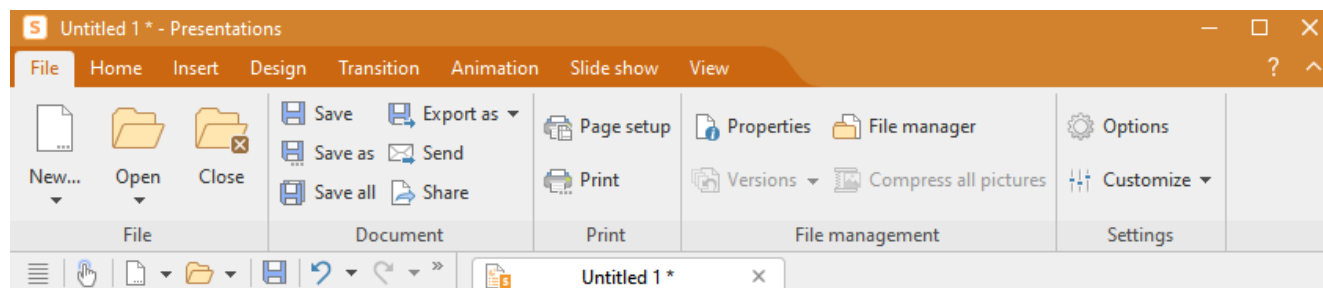 S Untitled 1 * - Presentations
File Home Insert Design Transition Animation Slide show View ?
New... Open Close
Save Export as
Save as Send
Save all Share
Page setup
Print
Properties File manager
Versions Compress all pictures
Options
Customize
File Document Print File management Settings
» S Untitled 1 *